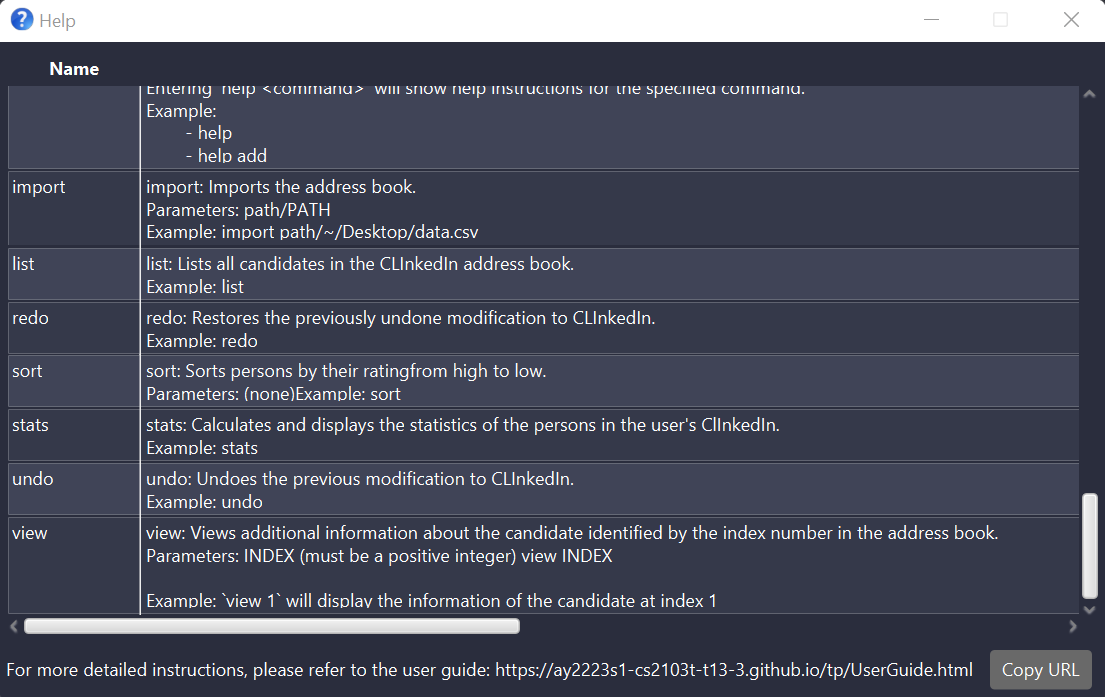 Help
Name
Entering `help <command>` will show help instructions for the specified command.
Example:
- help
- help add
import
import: Imports the address book.
Parameters: path/PATH
Example: import path/~/Desktop/data.csv
list
list: Lists all candidates in the CLInkedIn address book.
Example: list
redo
redo: Restores the previously undone modification to CLInkedIn.
Example: redo
sort
sort: Sorts persons by their ratingfrom high to low.
Parameters: (none)Example: sort
stats
stats: Calculates and displays the statistics of the persons in the user's ClInkedIn.
Example: stats
undo
undo: Undoes the previous modification to CLInkedIn.
Example: undo
view
view: Views additional information about the candidate identified by the index number in the address book.
Parameters: INDEX (must be a positive integer) view INDEX
Example: `view 1` will display the information of the candidate at index 1
For more detailed instructions, please refer to the user guide: https://ay2223s1-cs2103t-t13-3.github.io/tp/UserGuide.html
Copy URL